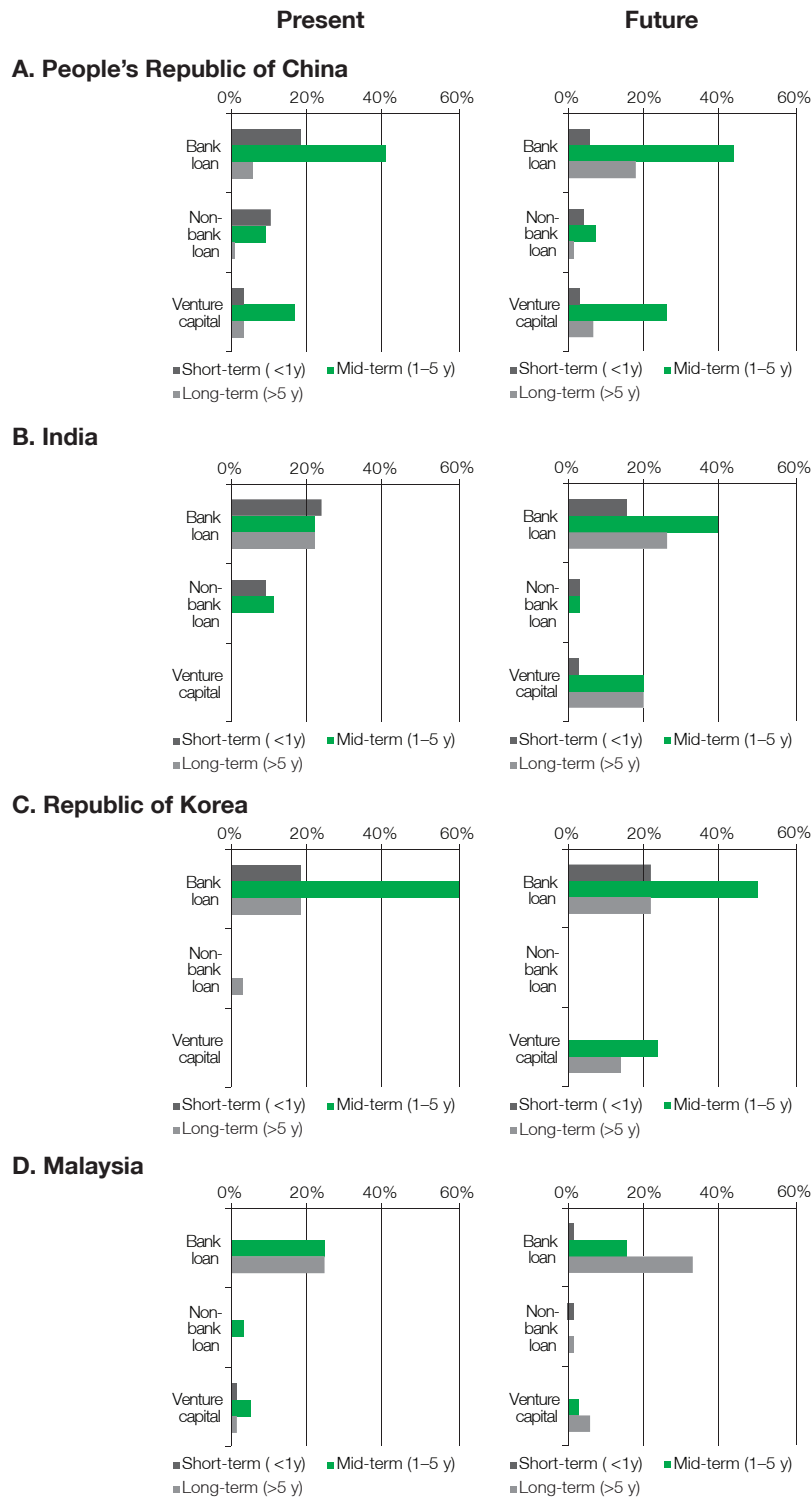 Present Future
A. People's Republic of China
0% 20% 40% 60% 0% 20% 40% 60%
Bank
loan
Bank
loan
Non-
bank
loan
Non-
bank
loan
Venture
capital
Venture
capital
Short-term ( <1y) Mid-term (1–5 y) Short-term ( <1y) Mid-term (1–5 y)
Long-term (>5 y) Long-term (>5 y)
B. India
0% 20% 40% 60% 0% 20% 40% 60%
Bank
loan
Bank
loan
Non-
bank
loan
Non-
bank
loan
Venture
capital
Venture
capital
Short-term ( <1y) Mid-term (1–5 y) Short-term ( <1y) Mid-term (1–5 y)
Long-term (>5 y) Long-term (>5 y)
C. Republic of Korea
0% 20% 40% 60% 0% 20% 40% 60%
Bank
loan
Bank
loan
Non-
bank
loan
Non-
bank
loan
Venture
capital
Venture
capital
Short-term ( <1y) Mid-term (1–5 y) Short-term ( <1y) Mid-term (1–5 y)
Long-term (>5 y) Long-term (>5 y)
D. Malaysia
0% 20% 40% 60% 0% 20% 40% 60%
Bank
loan
Bank
loan
Non-
bank
loan
Non-
bank
loan
Venture
capital
Venture
capital
Short-term ( <1y) Mid-term (1–5 y) Short-term ( <1y) Mid-term (1–5 y)
Long-term (>5 y) Long-term (>5 y)